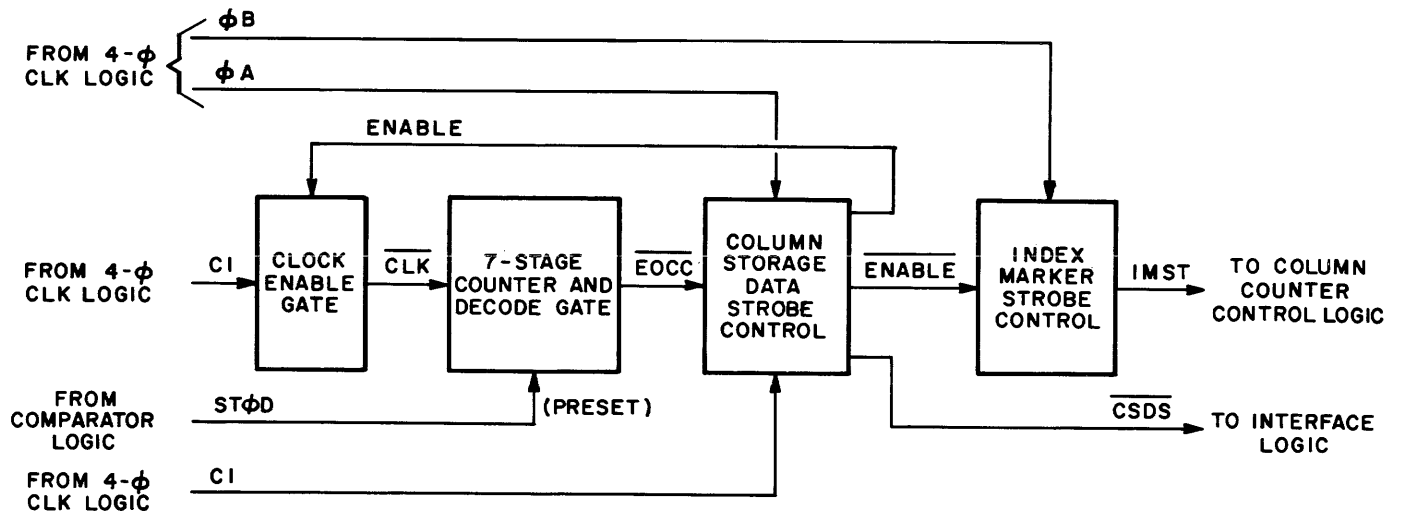 ϕB
FROM 4-ϕ
CLK LOGIC
ϕA
ENABLE
FROM 4-ϕ
CLK LOGIC
CI
CLOCK
ENABLE
GATE
CLK
7-STAGE
COUNTER AND
DECODE GATE
EOCC
COLUMN
STORAGE
DATA
STROBE
CONTROL
ENABLE
INDEX
MARKER
STROBE
CONTROL
IMST
TO COLUMN
COUNTER
CONTROL LOGIC
FROM
COMPARATOR
LOGIC
STϕD
(PRESET)
CSDS
TO INTERFACE
LOGIC
FROM 4-ϕ
CLK LOGIC
CI